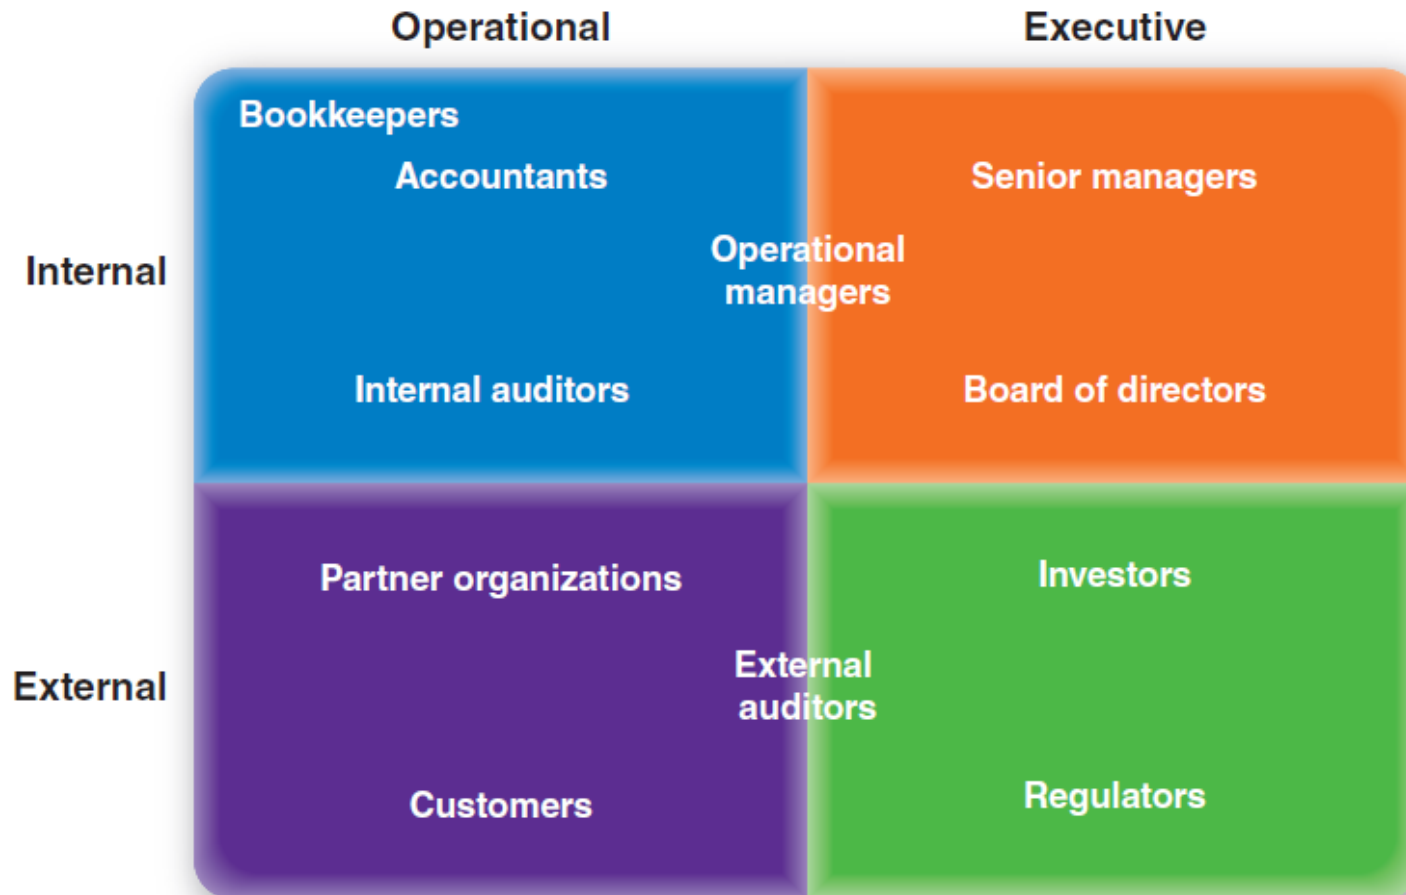 Operational
Executive
Bookkeepers
Accountants
Senior managers
Internal
Operational
managers
Internal auditors
Board of directors
Partner organizations
Investors
External
External
auditors
Customers
Regulators